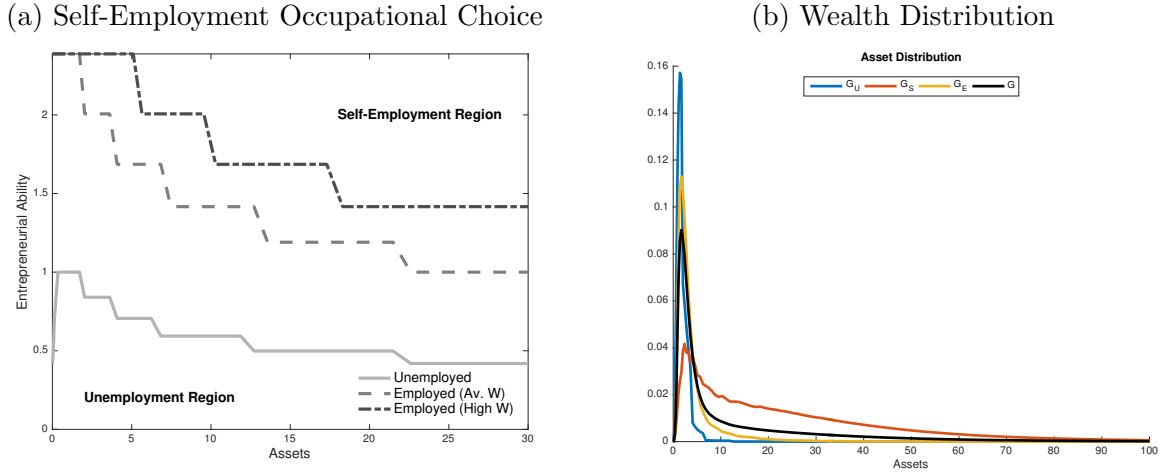 (a) Self-Employment Occupational Choice
Self-Employment Region
Unemployment Region
Entrepreneurial Ability
2
1.5
1
0.5
0
0 5 10 15 20 25 30
Assets
Unemployed
Employed (Av. W)
Employed (High W)
(b) Wealth Distribution
Asset Distribution
G_U G_S G_E G
0.16
0.14
0.12
0.1
0.08
0.06
0.04
0.02
0
0 10 20 30 40 50 60 70 80 90 100
Assets